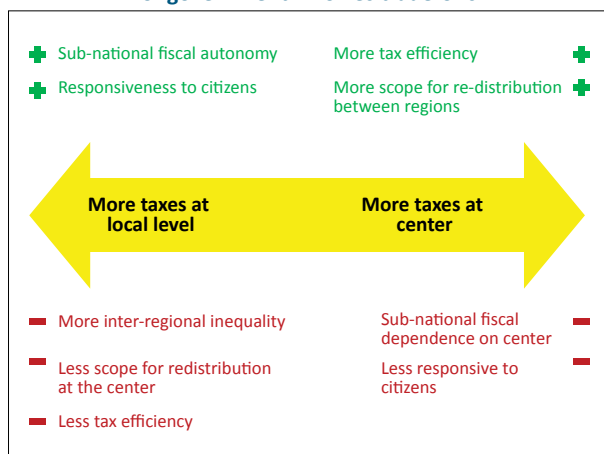 Sub-national fiscal autonomy
Responsiveness to citizens
More tax efficiency
More scope for re-distribution
between regions
More taxes at
local level
More taxes at
center
More inter-regional inequality
Less scope for redistribution
at the center
Less tax efficiency
Sub-national fiscal
dependence on center
Less responsive to
citizens